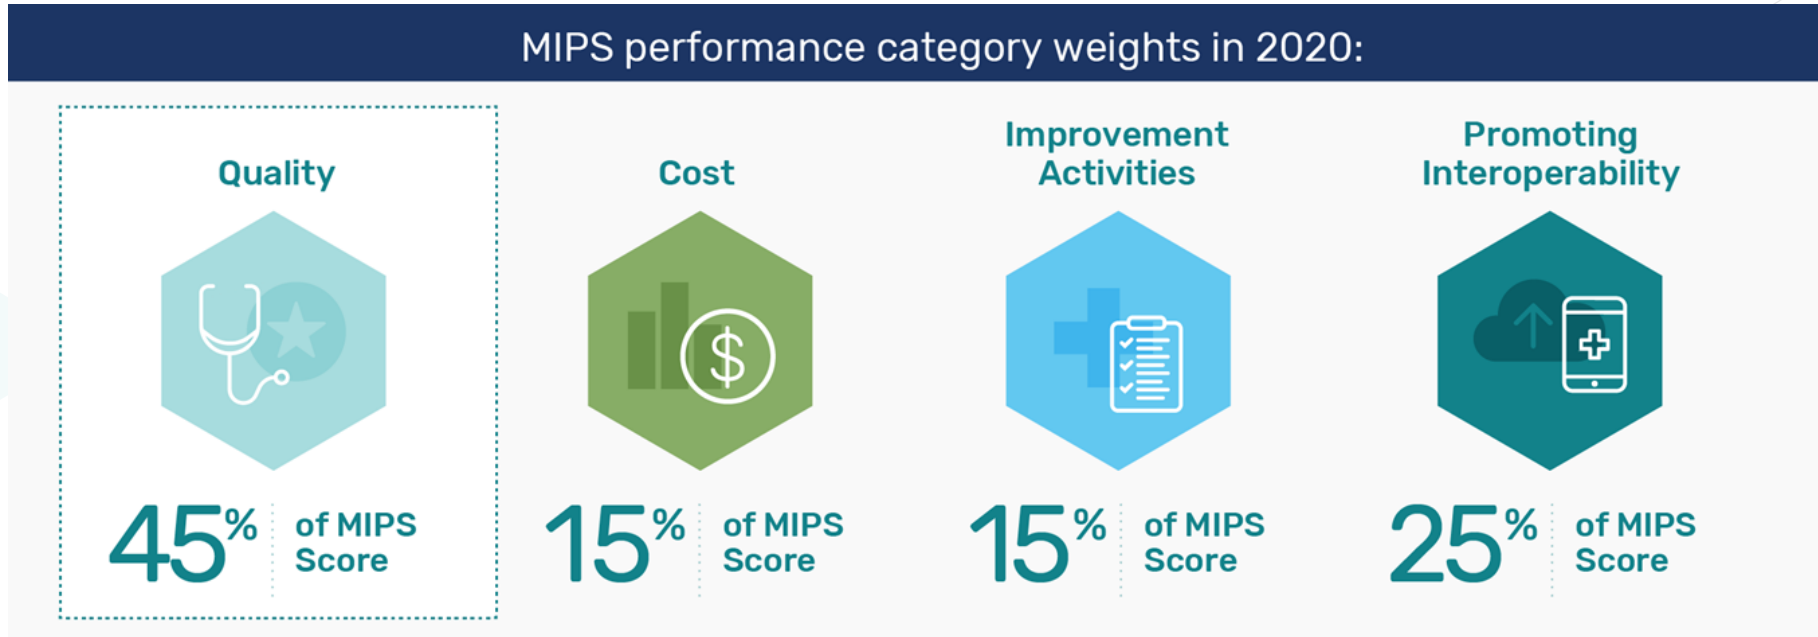 MIPS performance category weights in 2020:
Quality
45% of MIPS
Score
Cost
15% of MIPS
Score
Improvement
Activities
15% of MIPS
Score
Promoting
Interoperability
25% of MIPS
Score